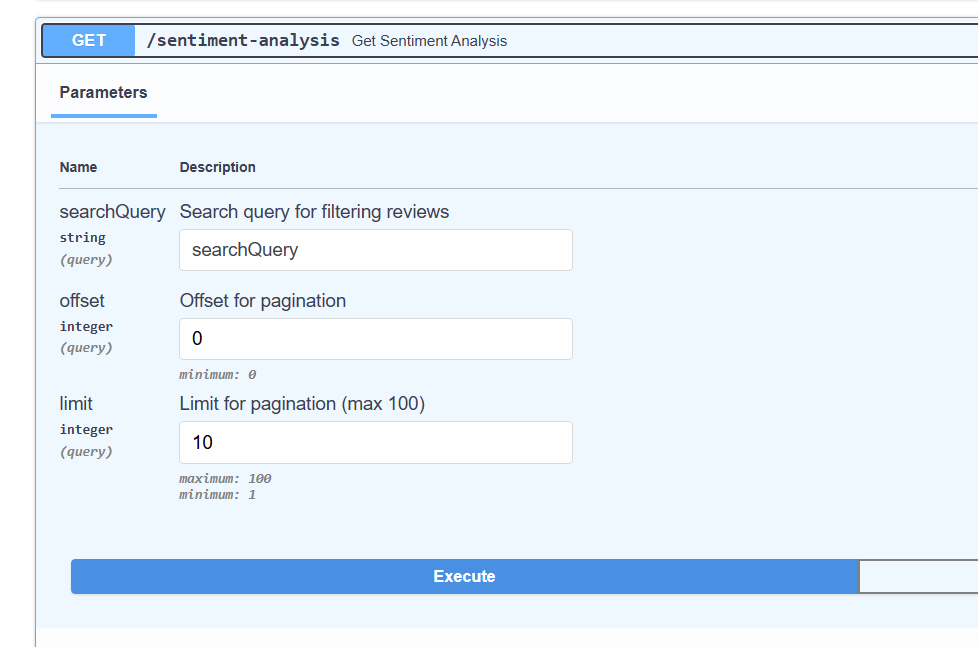 GET /sentiment-analysis Get Sentiment Analysis
Parameters
Name Description
searchQuery Search query for filtering reviews
string
(query)
searchQuery
offset Offset for pagination
integer
(query)
0
minimum: 0
limit Limit for pagination (max 100)
integer
(query)
10
maximum: 100
minimum: 1
Execute